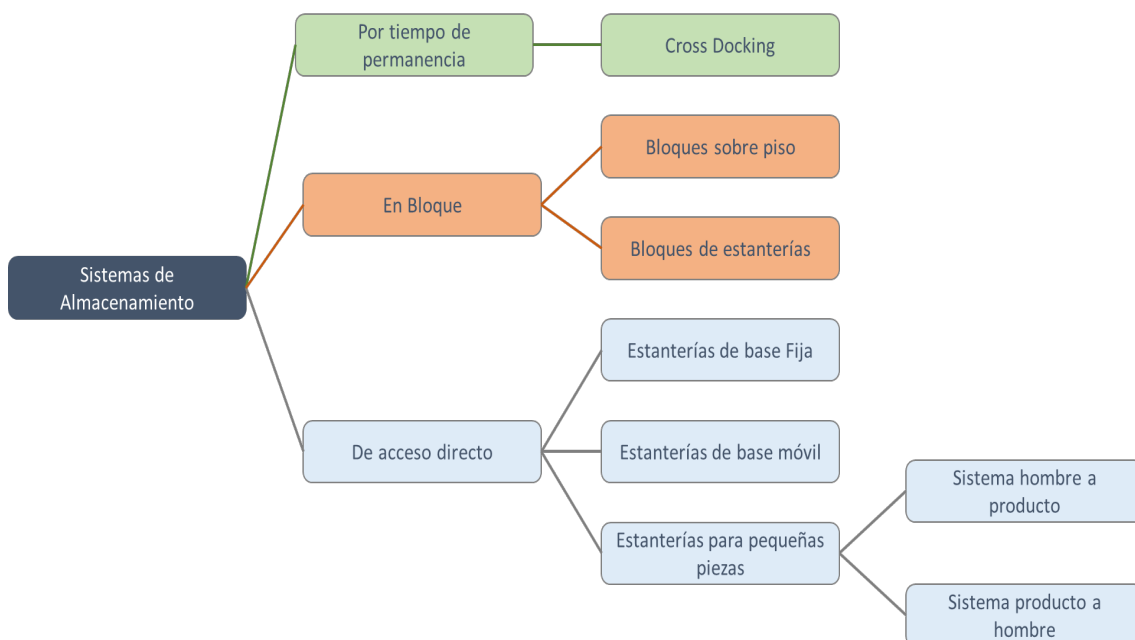 Por tiempo de
permanencia
Cross Docking
Bloques sobre piso
En Bloque
Bloques de estanterías
Sistemas de
Almacenamiento
Estanterías de base Fija
De acceso directo
Estanterías de base móvil
Sistema hombre a
producto
Estanterías para pequeñas
piezas
Sistema producto a
hombre